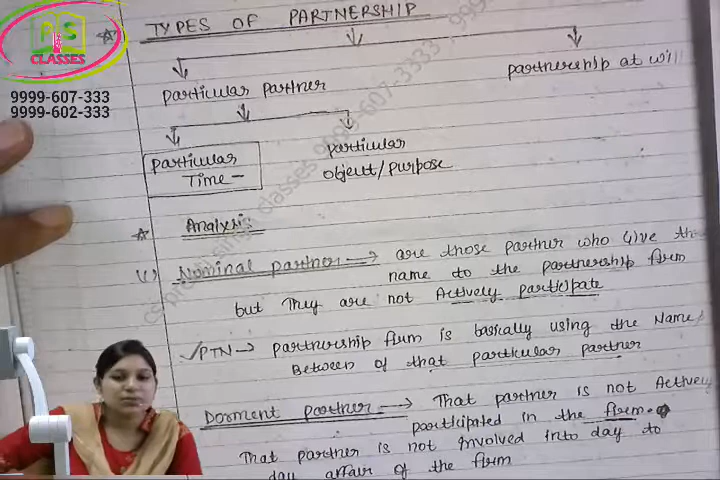 PS
CLASSES
9999-607-333
9999-602-333
TYPES OF PARTNERSHIP
particular partner
partnership at will
particular
Time -
particular
object/purpose
Analysis
(1) Nominal partner → are those partner who Give the
name to the partnership firm
but They are not Actively participate
PTN → partnership firm is basically using the Name
Between of that particular partner
Dorment partner → That partner is not Actively
participated in the firm.
That partner is not involved into day to
day affair of the firm